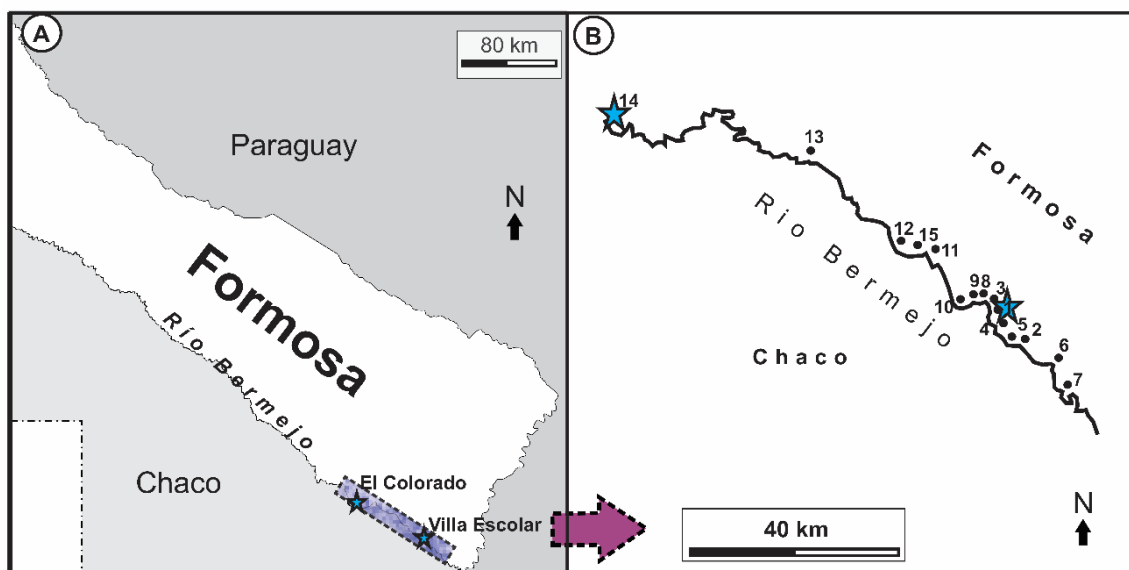 A
80 km
Paraguay
N
Formosa
Río Bermejo
Chaco
El Colorado
Villa Escolar
B
14
13
Formosa
Río Bermejo
12
15
11
9
8
3
10
1
4
5
2
6
7
Chaco
N
40 km